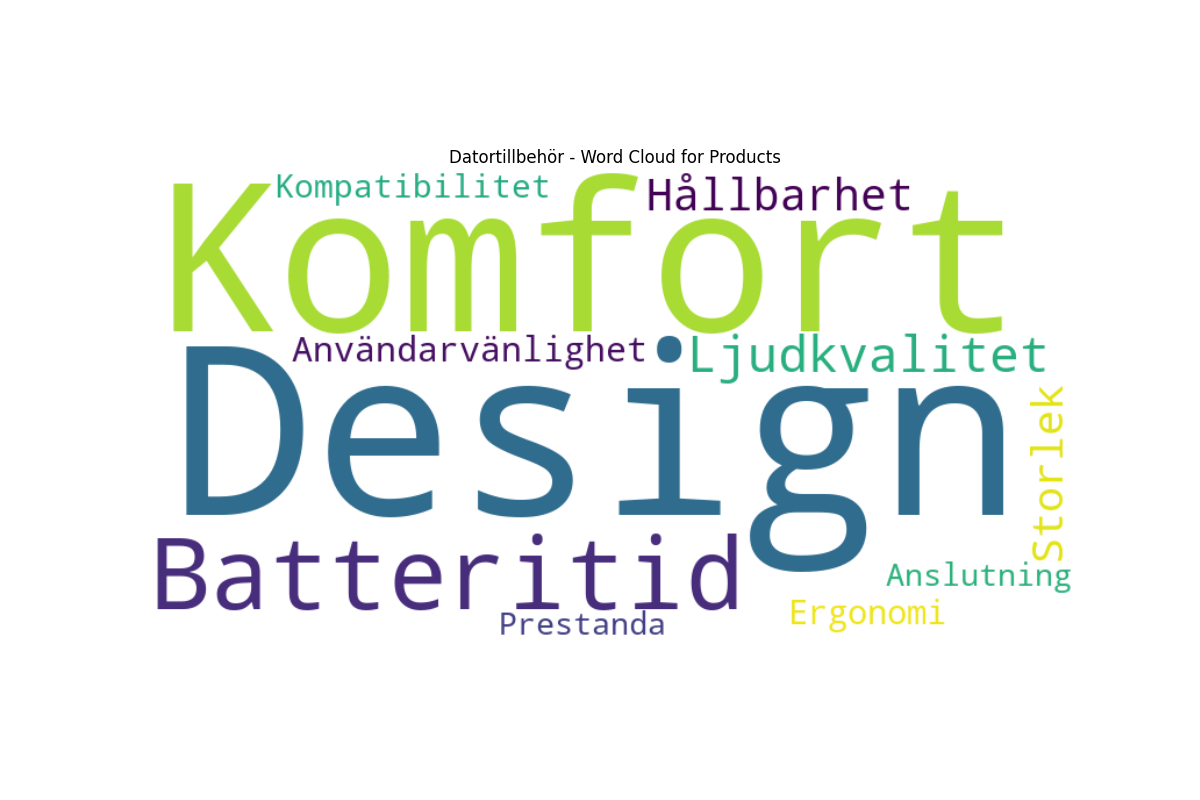 Datortillbehör - Word Cloud for Products
Kompatibilitet
Hållbarhet
Komfort
Användarvänlighet
Ljudkvalitet
Design
Storlek
Batteritid
Anslutning
Ergonomi
Prestanda